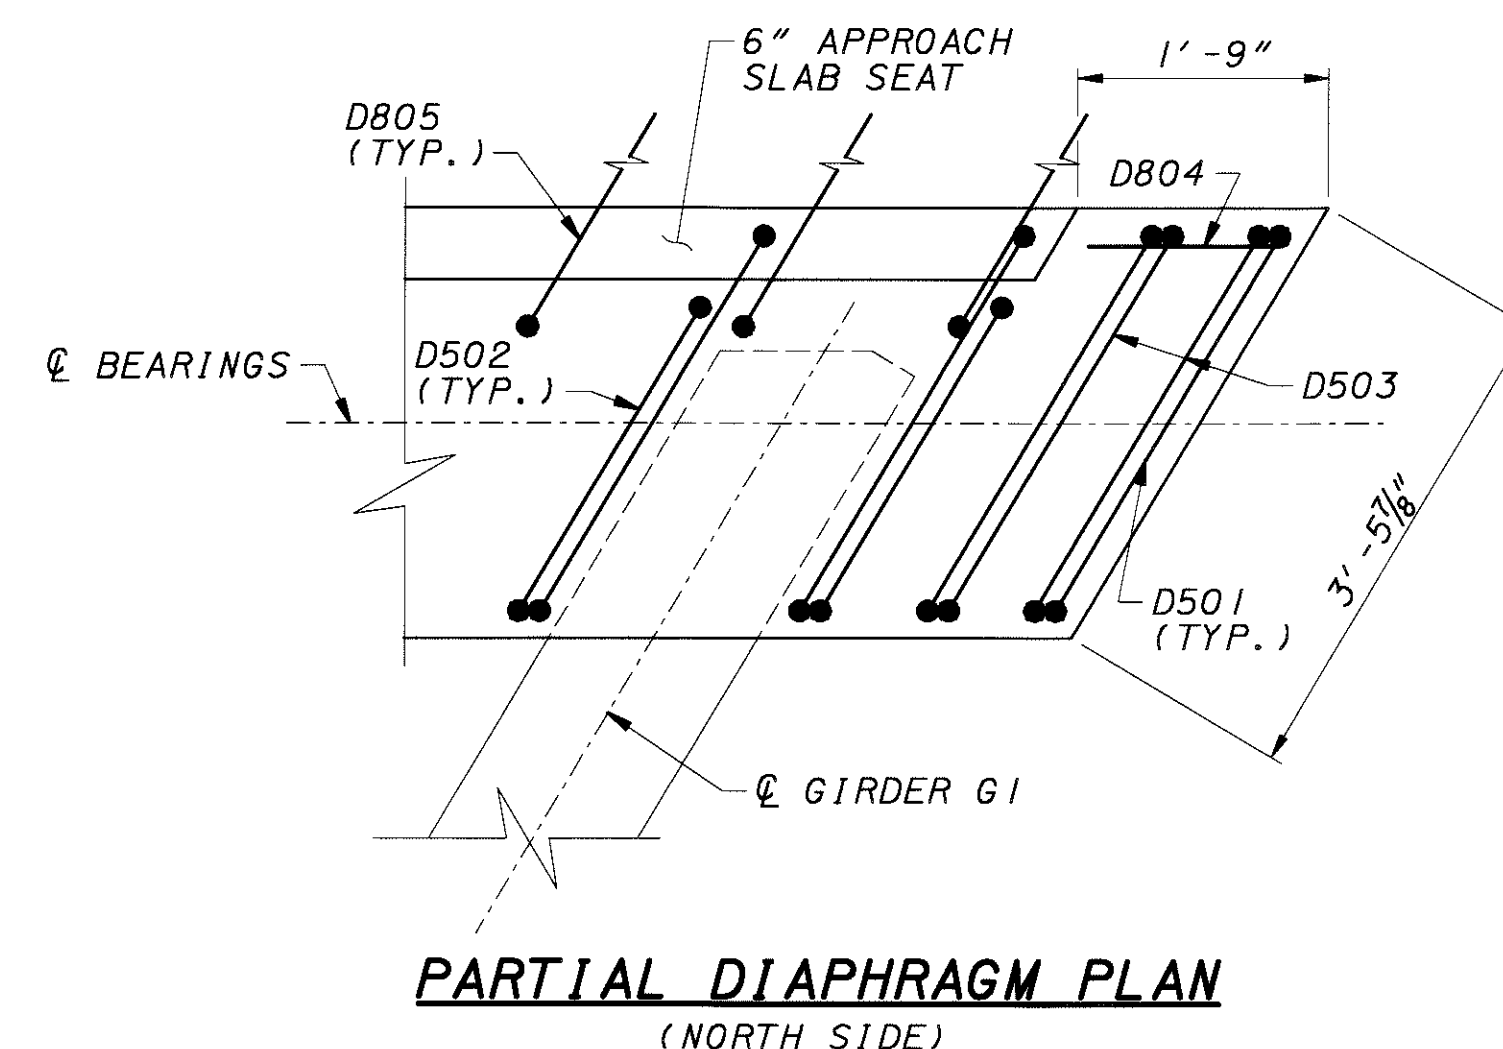 6" APPROACH
SLAB SEAT
1'-9"
D805
(TYP.)
D804
℄ BEARINGS
D502
(TYP.)
D503
3'-5⅞"
D501
(TYP.)
℄ GIRDER G1
PARTIAL DIAPHRAGM PLAN
(NORTH SIDE)